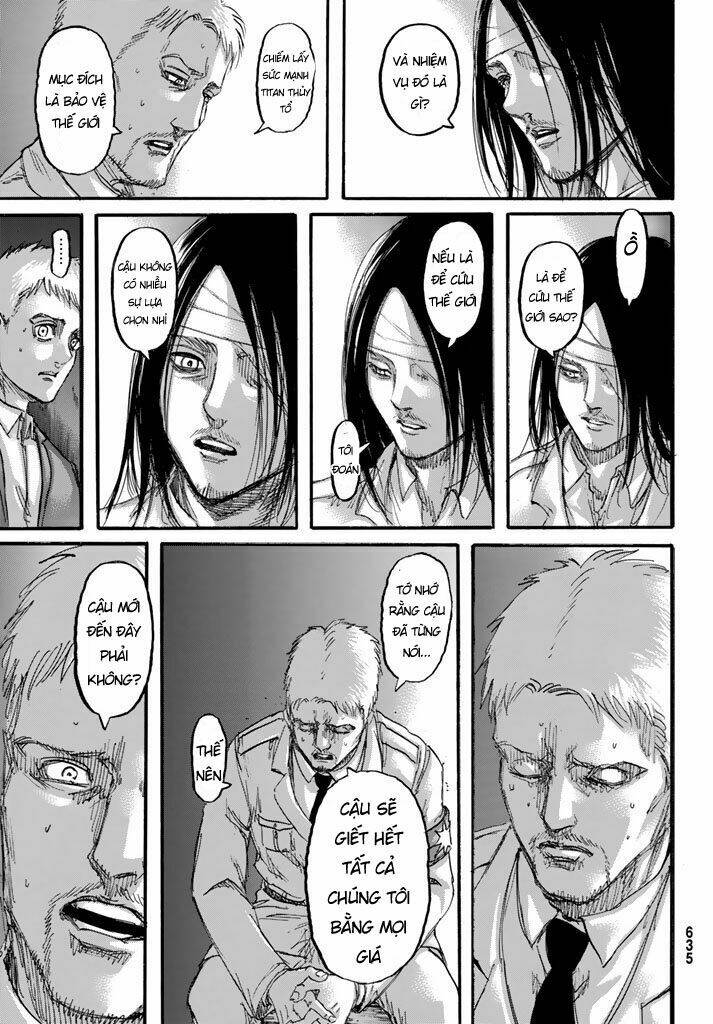 VÀ NHIỆM
VỤ ĐÓ LÀ
GÌ?
CHIẾM LẤY
SỨC MẠNH
TITAN THỦY
TỔ
MỤC ĐÍCH
LÀ BẢO VỆ
THẾ GIỚI
Ồ
LÀ ĐỂ
CỨU THẾ
GIỚI SAO?
NẾU LÀ
ĐỂ CỨU
THẾ GIỚI
TÔI
ĐOÁN
CẬU KHÔNG
CÓ NHIỀU
SỰ LỰA
CHỌN NHỈ
......
TỚ NHỚ
RẰNG CẬU
ĐÃ TỪNG
NÓI...
CẬU SẼ
GIẾT HẾT
TẤT CẢ
CHÚNG TÔI
BẰNG MỌI
GIÁ
THẾ
NÊN
CẬU MỚI
ĐẾN ĐÂY
PHẢI
KHÔNG?
635